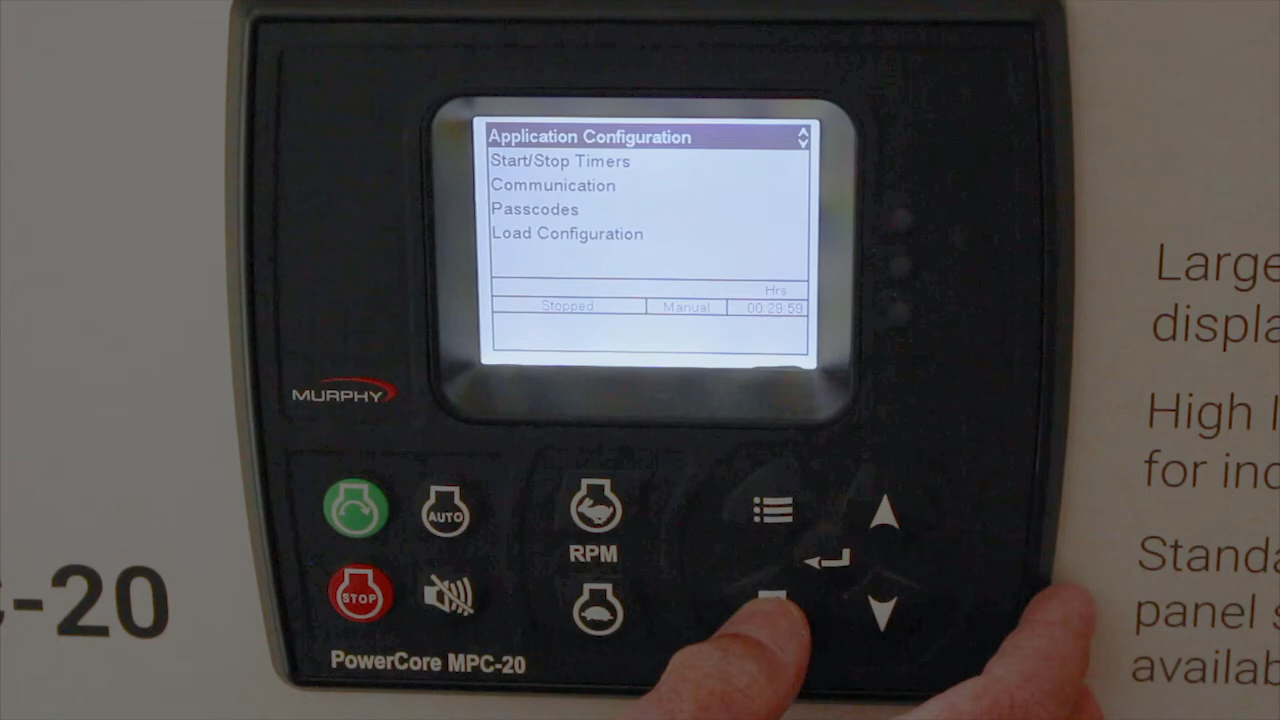 Application Configuration
Start/Stop Timers
Communication
Passcodes
Load Configuration
Hrs
Stopped Manual 00:29:59
MURPHY
AUTO
RPM
STOP
PowerCore MPC-20
-20
Large
displa
High I
for inc
Standa
panel s
availab